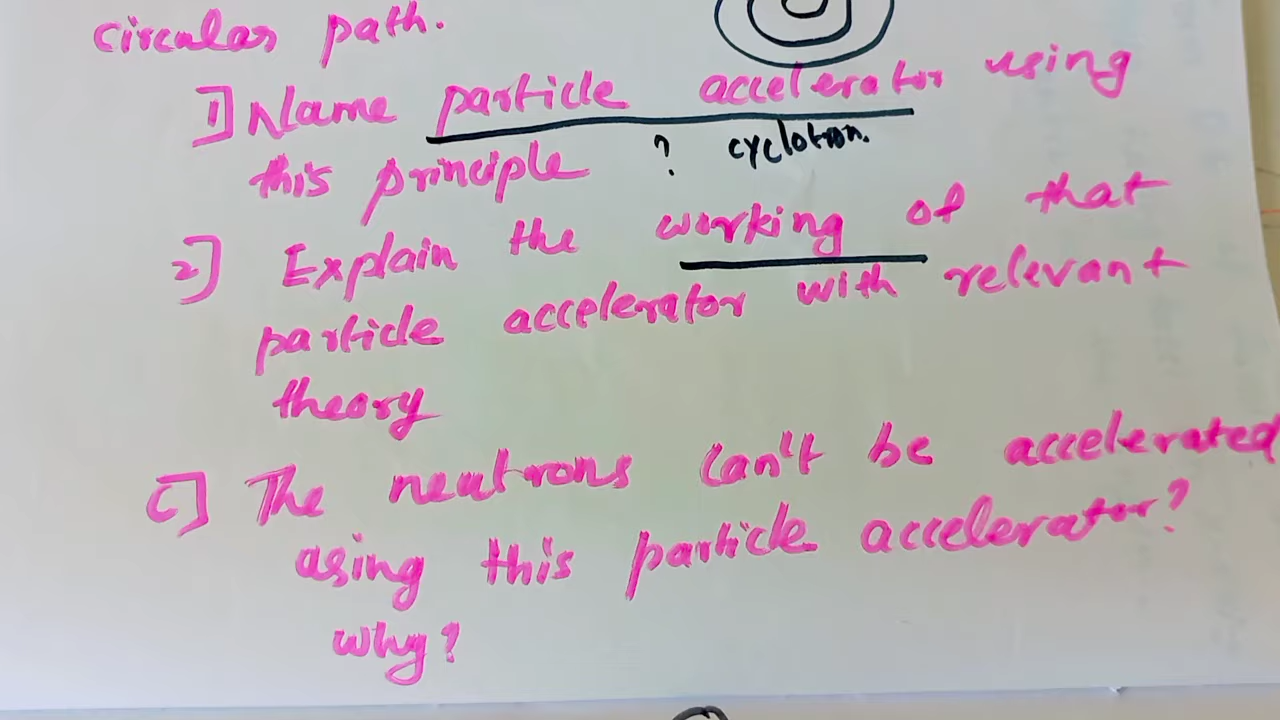 circular path.
1] Name particle accelerator using
this principle ? cyclotron.
2] Explain the working of that
particle accelerator with relevant
theory
C] The neutrons can't be accelerated
using this particle accelerator?
why?